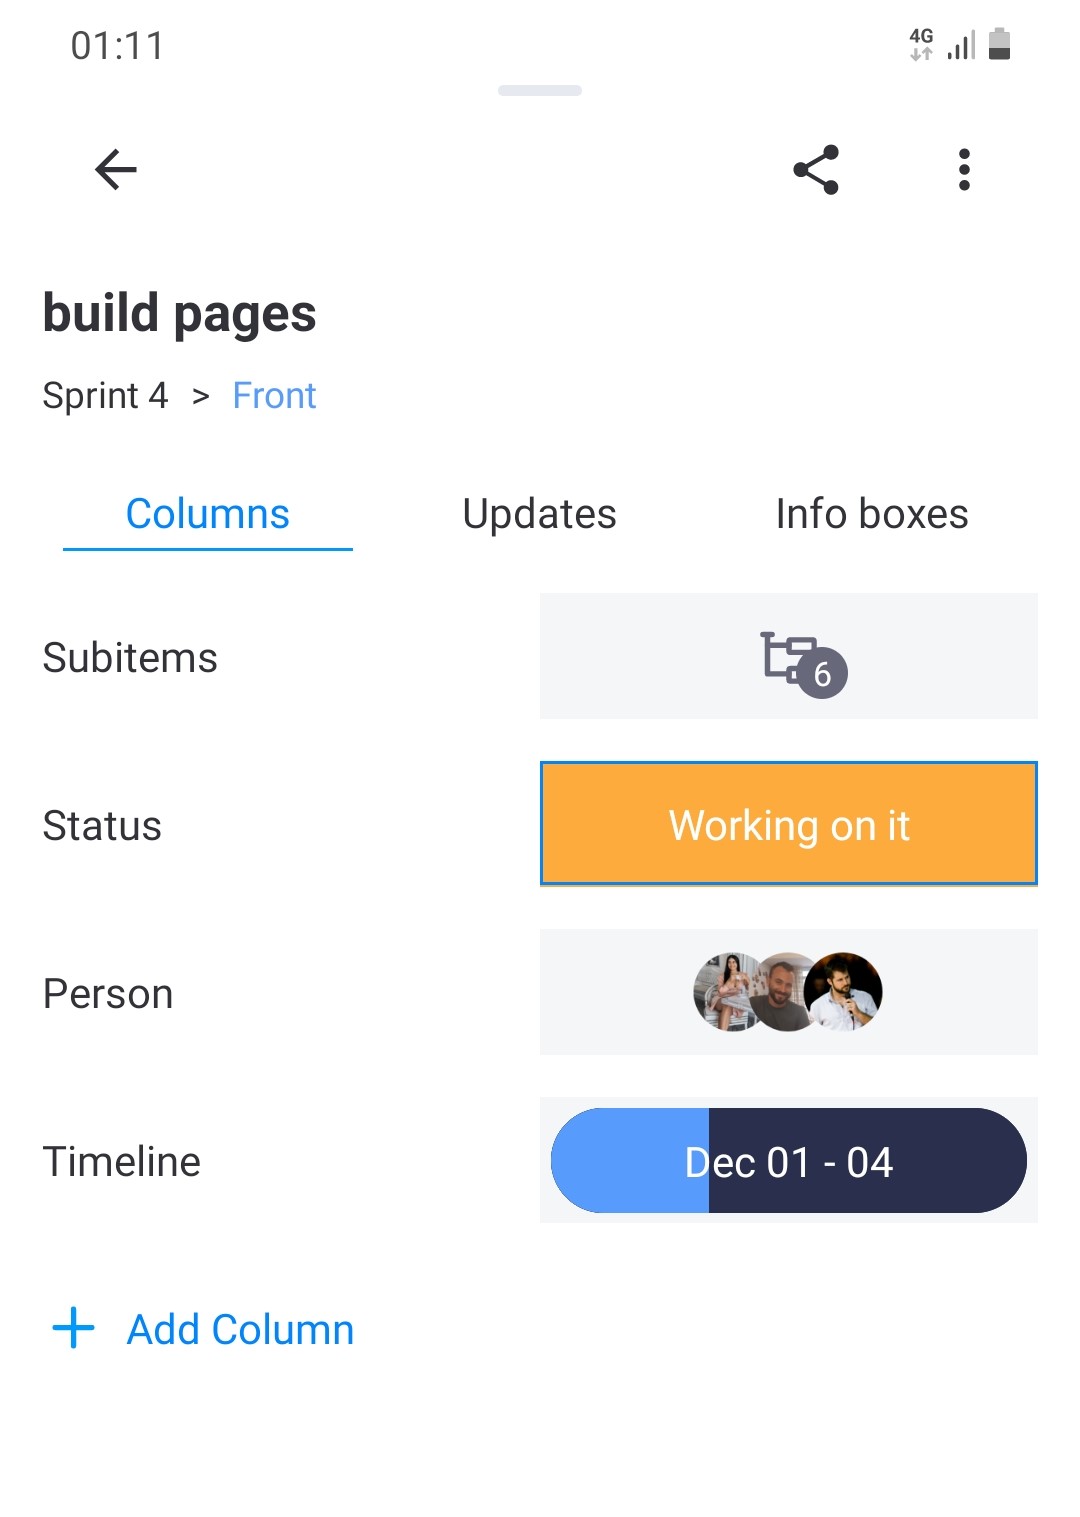 01:11 4G
build pages
Sprint 4 > Front
Columns Updates Info boxes
Subitems 6
Status Working on it
Person
Timeline Dec 01 - 04
+ Add Column